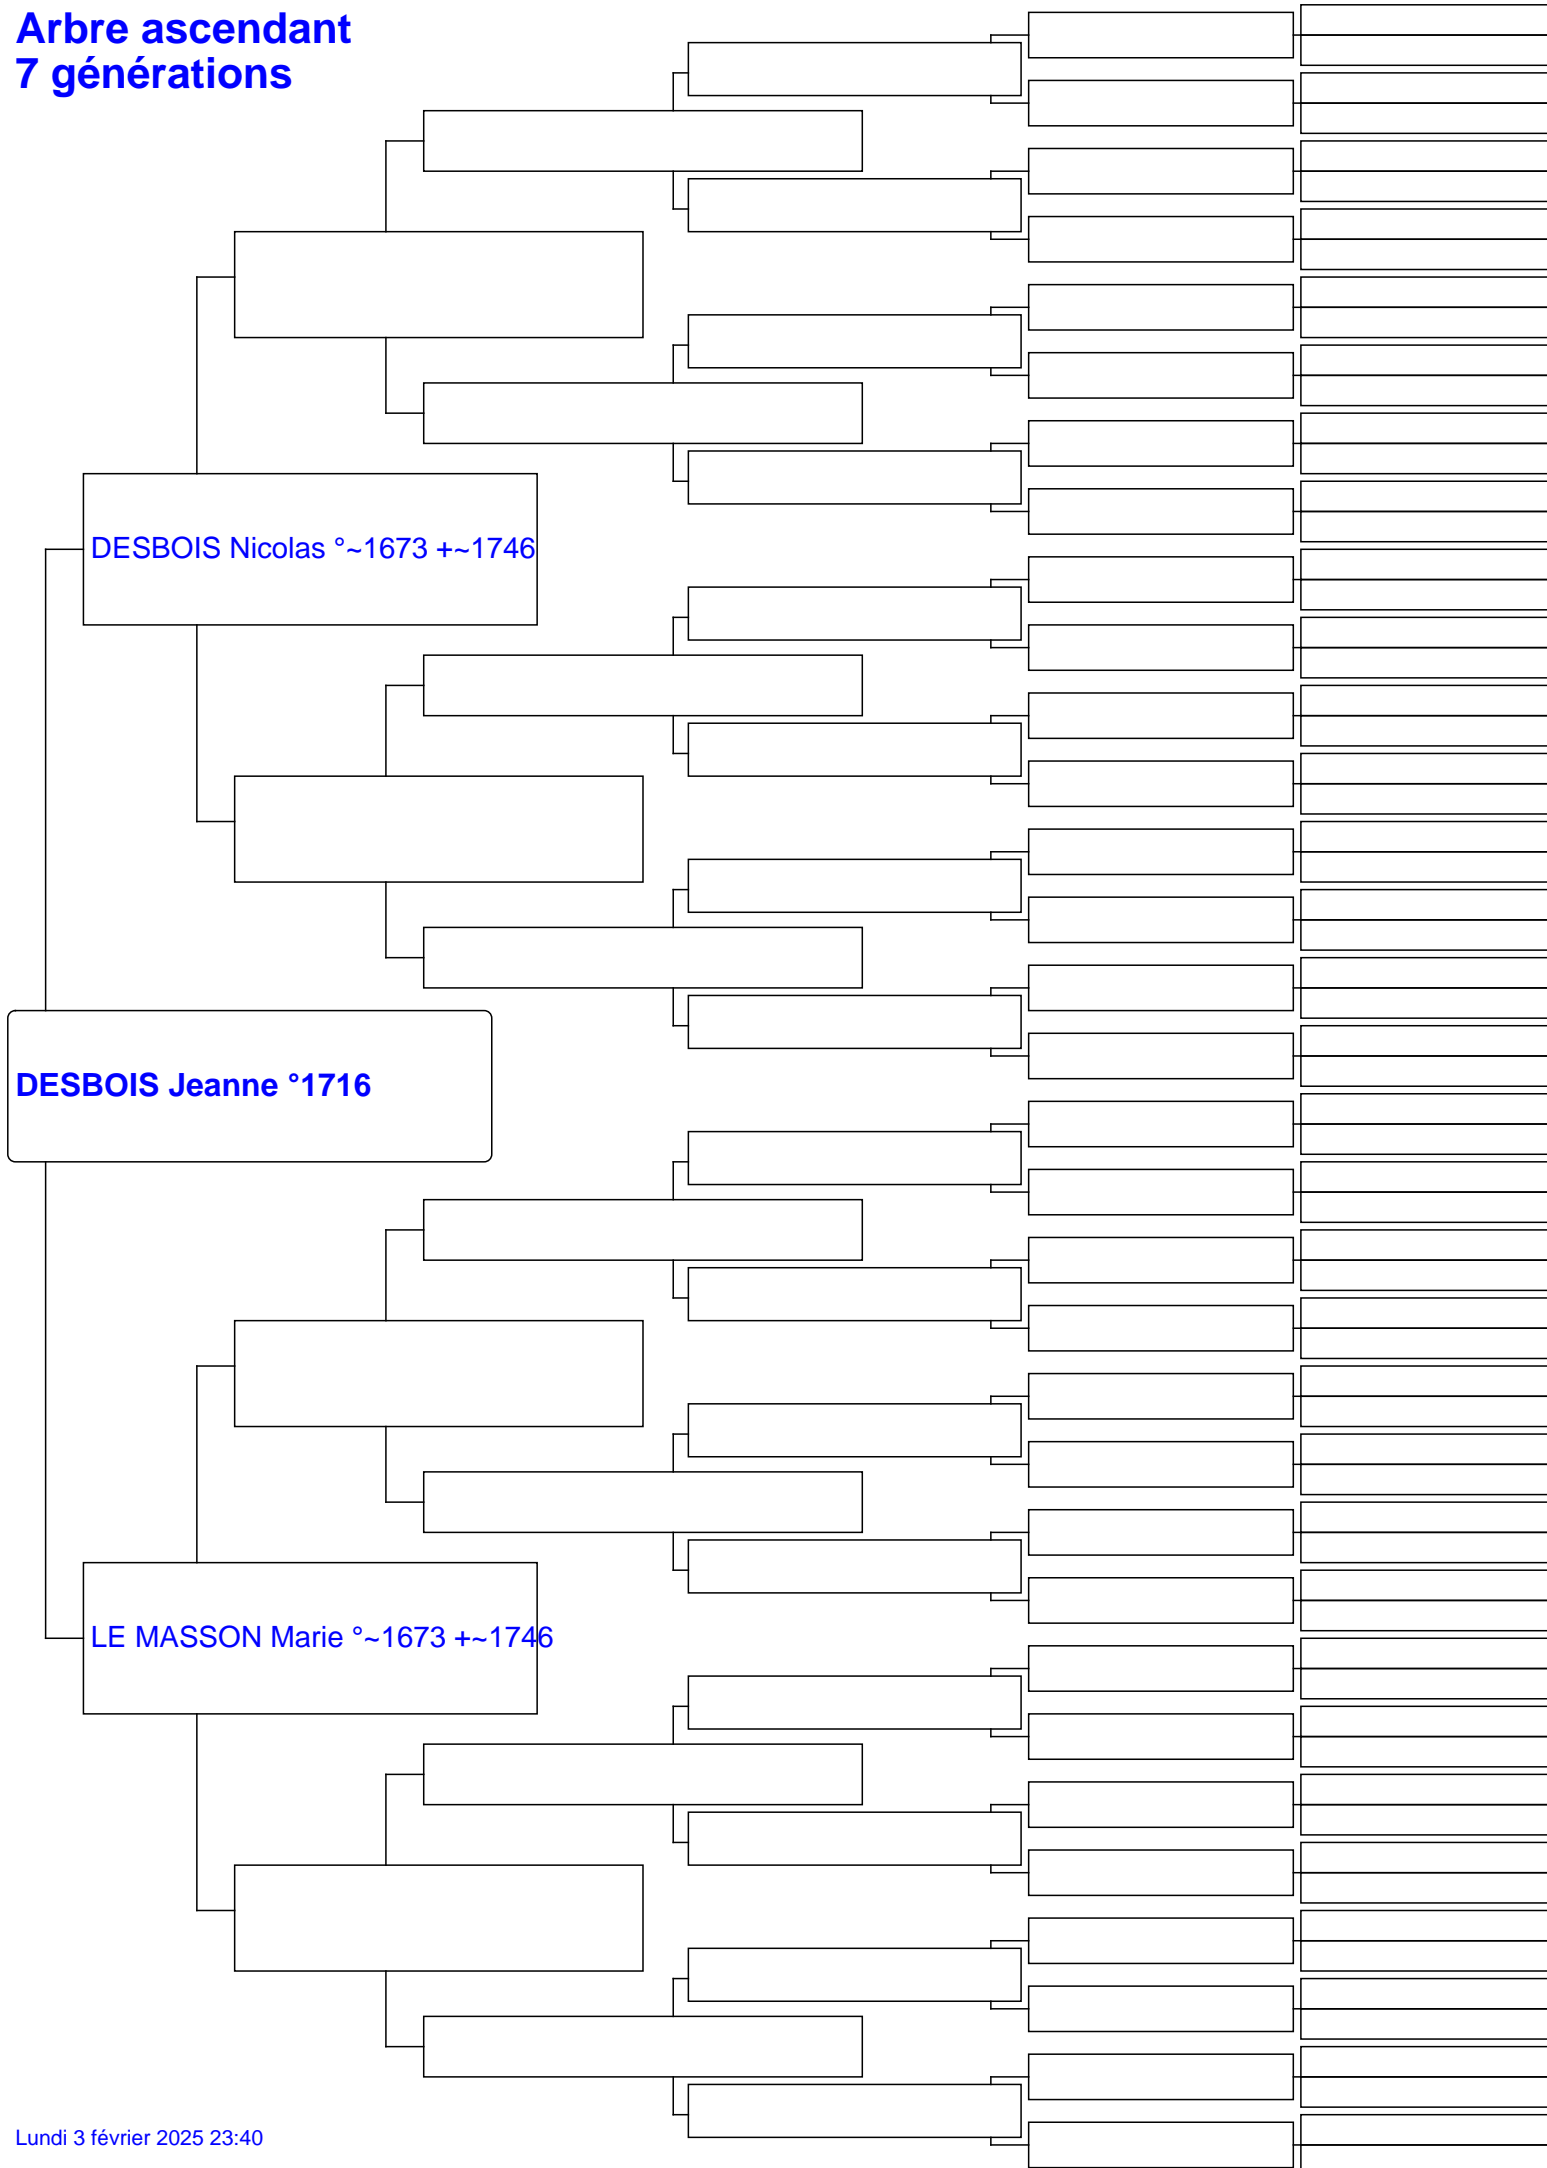 Arbre ascendant
7 générations
DESBOIS Nicolas °~1673 +~1746
DESBOIS Jeanne °1716
LE MASSON Marie °~1673 +~1746
Lundi 3 février 2025 23:40